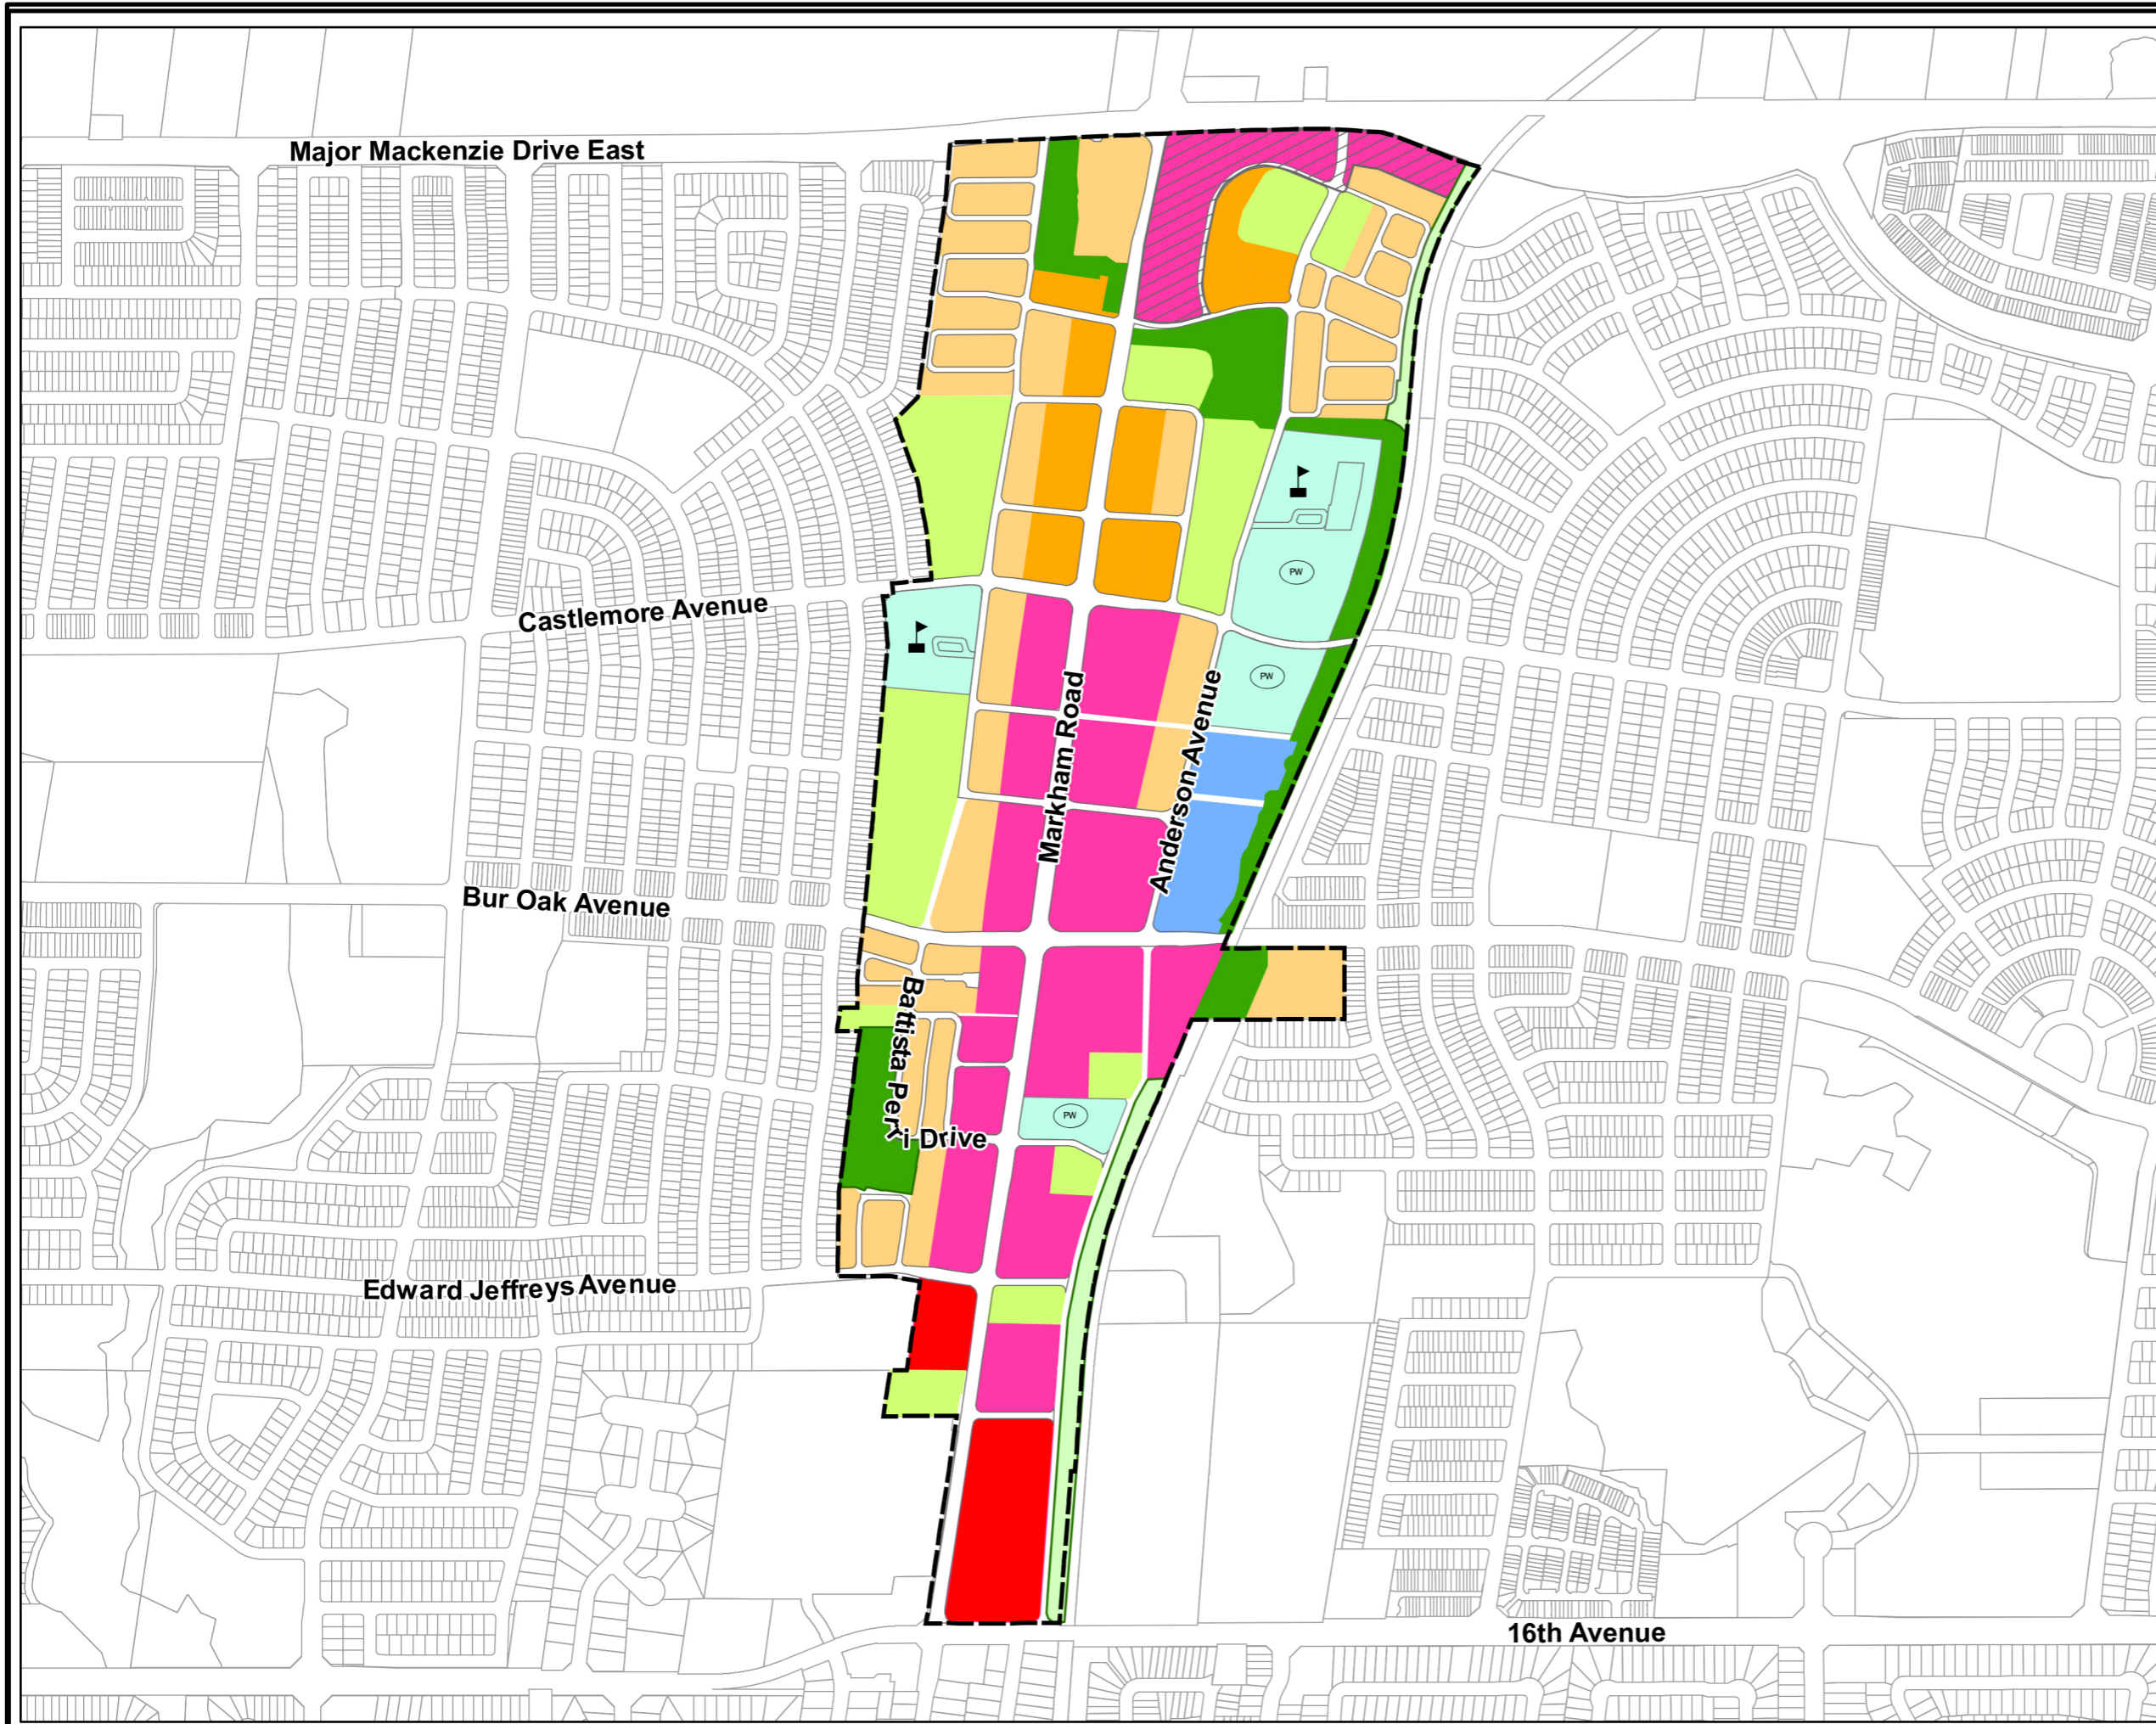 Major Mackenzie Drive East
PW
Castlemore Avenue
PW
Markham Road
Anderson Avenue
Bur Oak Avenue
Battista Perri Drive
PW
Edward Jeffreys Avenue
16th Avenue